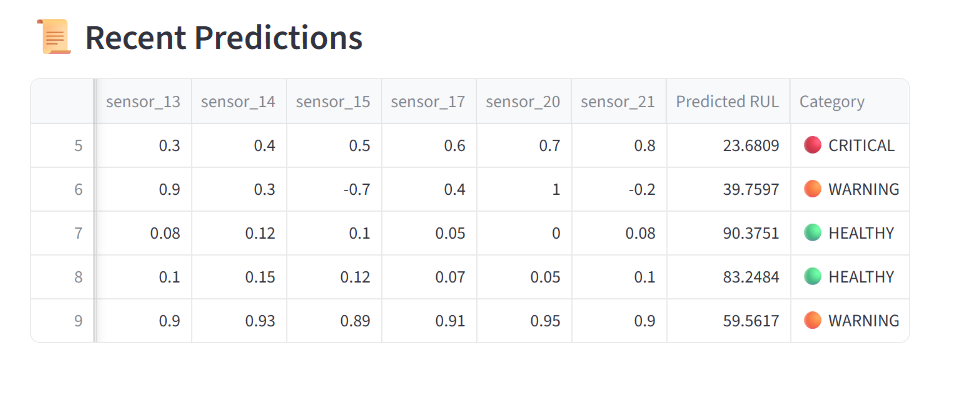 Recent Predictions
sensor_13 sensor_14 sensor_15 sensor_17 sensor_20 sensor_21 Predicted RUL Category
5 0.3 0.4 0.5 0.6 0.7 0.8 23.6809 CRITICAL
6 0.9 0.3 -0.7 0.4 1 -0.2 39.7597 WARNING
7 0.08 0.12 0.1 0.05 0 0.08 90.3751 HEALTHY
8 0.1 0.15 0.12 0.07 0.05 0.1 83.2484 HEALTHY
9 0.9 0.93 0.89 0.91 0.95 0.9 59.5617 WARNING